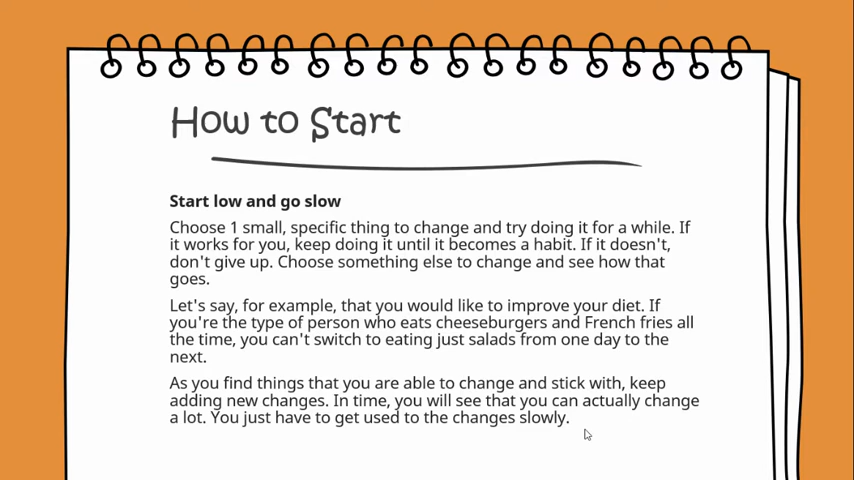 How to Start
Start low and go slow
Choose 1 small, specific thing to change and try doing it for a while. If
it works for you, keep doing it until it becomes a habit. If it doesn't,
don't give up. Choose something else to change and see how that
goes.
Let's say, for example, that you would like to improve your diet. If
you're the type of person who eats cheeseburgers and French fries all
the time, you can't switch to eating just salads from one day to the
next.
As you find things that you are able to change and stick with, keep
adding new changes. In time, you will see that you can actually change
a lot. You just have to get used to the changes slowly.